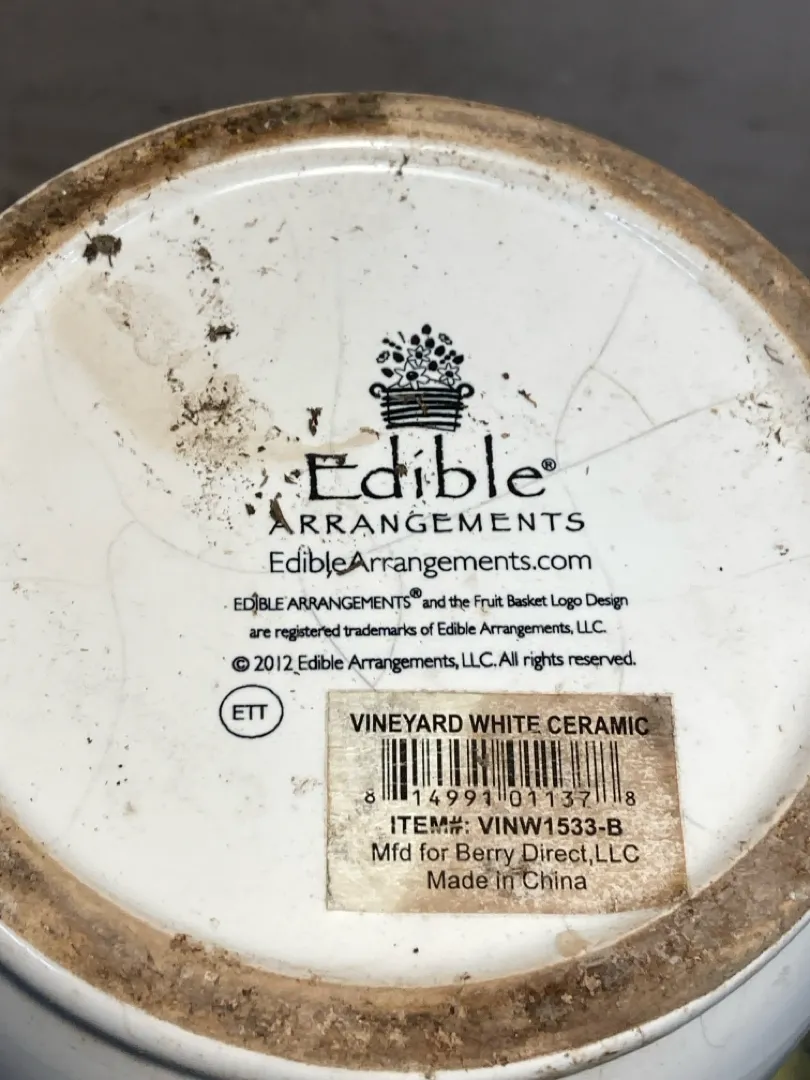 Edible®
ARRANGEMENTS
EdibleArrangements.com
EDIBLE ARRANGEMENTS® and the Fruit Basket Logo Design
are registered trademarks of Edible Arrangements, LLC.
© 2012 Edible Arrangements, LLC. All rights reserved.
ETT
VINEYARD WHITE CERAMIC
8 14991 01137 8
ITEM#: VINW1533-B
Mfd for Berry Direct,LLC
Made in China